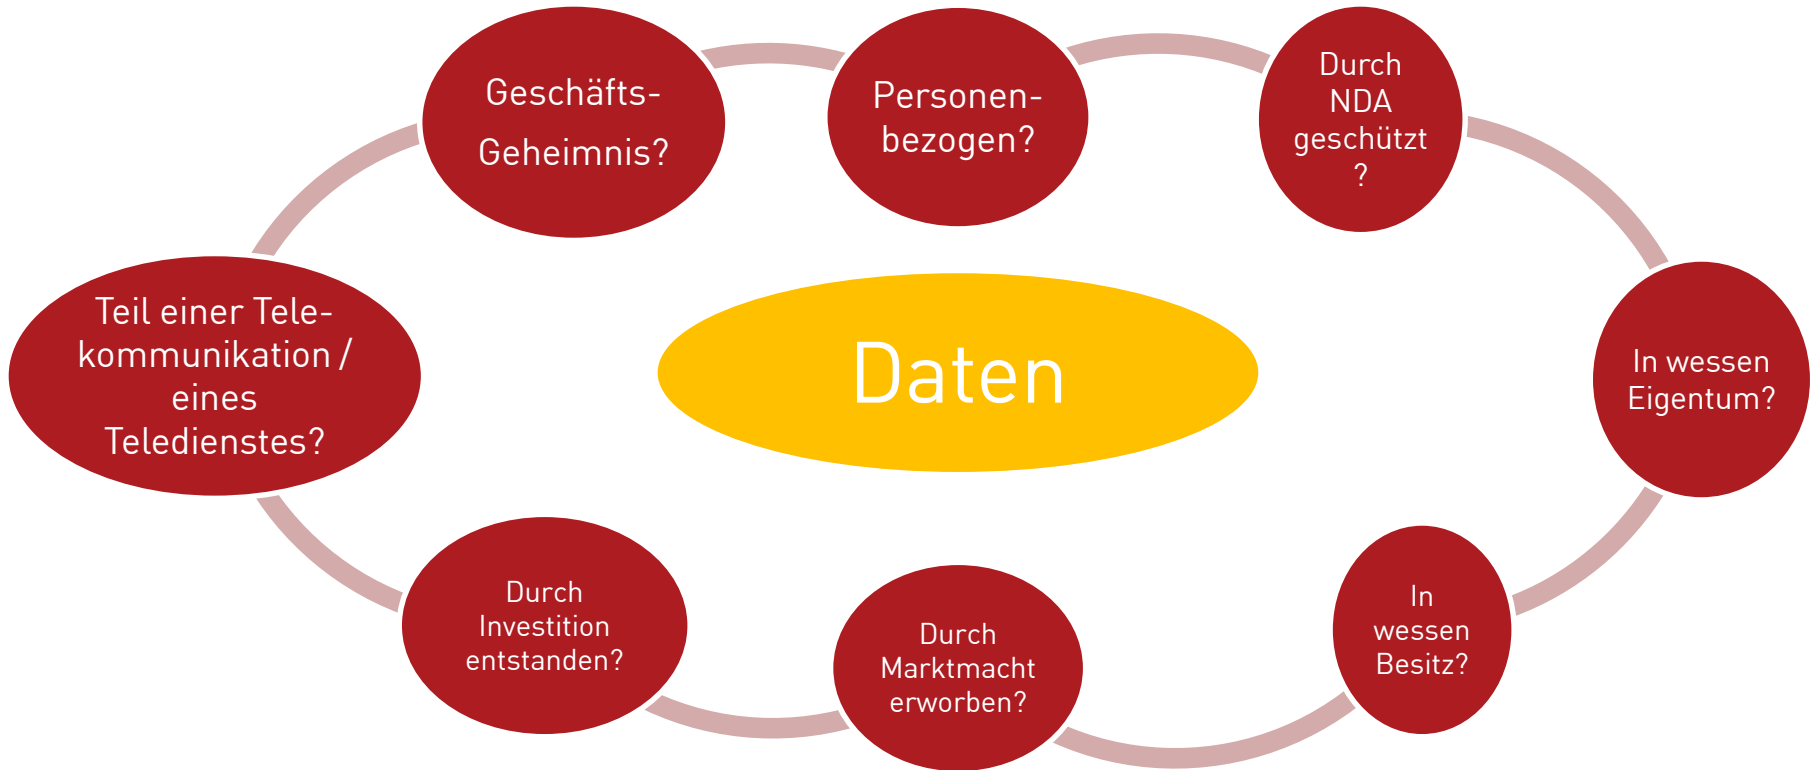 Geschäfts-
Geheimnis?
Personen-
bezogen?
Durch
NDA
geschützt
?
Teil einer Tele-
kommunikation /
eines
Teledienstes?
Daten
In wessen
Eigentum?
Durch
Investition
entstanden?
Durch
Marktmacht
erworben?
In
wessen
Besitz?